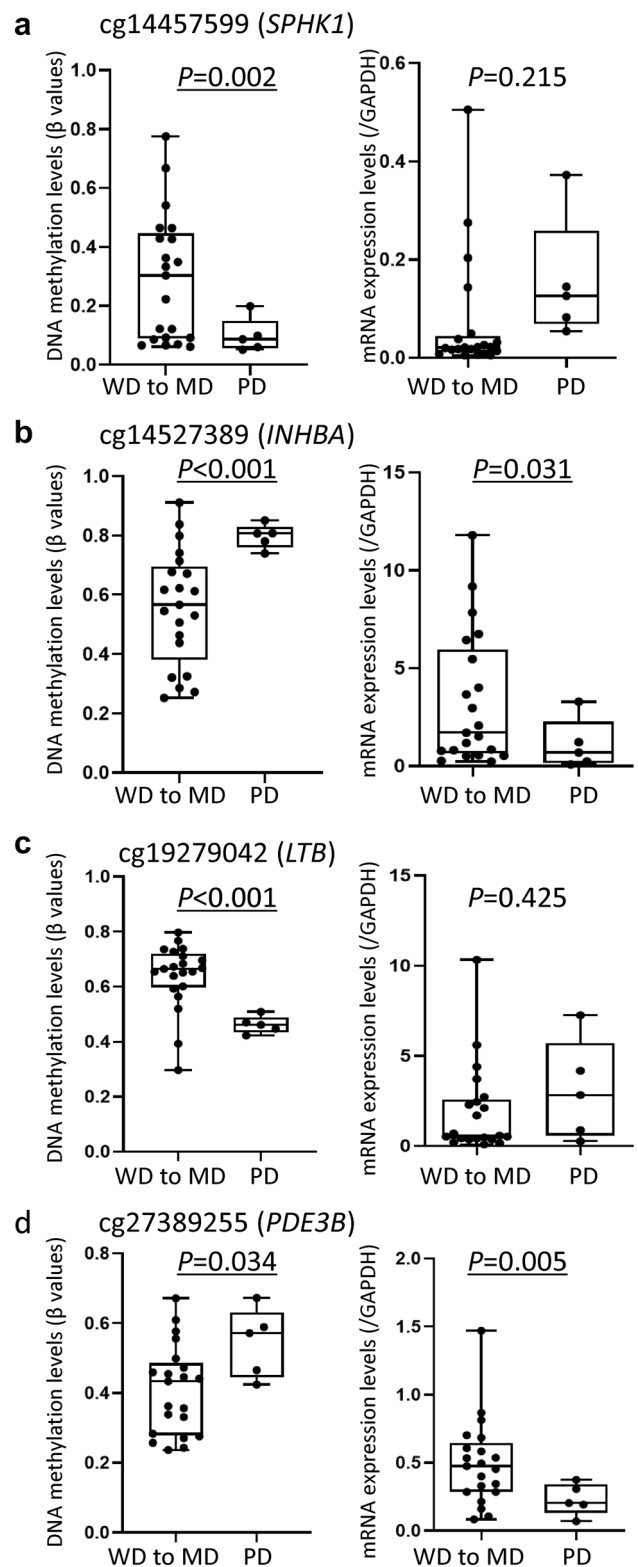 a
cg14457599 (SPHK1)
DNA methylation levels (β values)
P=0.002
1.0
0.8
0.6
0.4
0.2
0.0
WD to MD PD
mRNA expression levels (/GAPDH)
P=0.215
0.6
0.4
0.2
0.0
WD to MD PD
b
cg14527389 (INHBA)
DNA methylation levels (β values)
P<0.001
1.0
0.8
0.6
0.4
0.2
0.0
WD to MD PD
mRNA expression levels (/GAPDH)
P=0.031
15
10
5
0
WD to MD PD
c
cg19279042 (LTB)
DNA methylation levels (β values)
P<0.001
1.0
0.8
0.6
0.4
0.2
0.0
WD to MD PD
mRNA expression levels (/GAPDH)
P=0.425
15
10
5
0
WD to MD PD
d
cg27389255 (PDE3B)
DNA methylation levels (β values)
P=0.034
0.8
0.6
0.4
0.2
0.0
WD to MD PD
mRNA expression levels (/GAPDH)
P=0.005
2.0
1.5
1.0
0.5
0.0
WD to MD PD